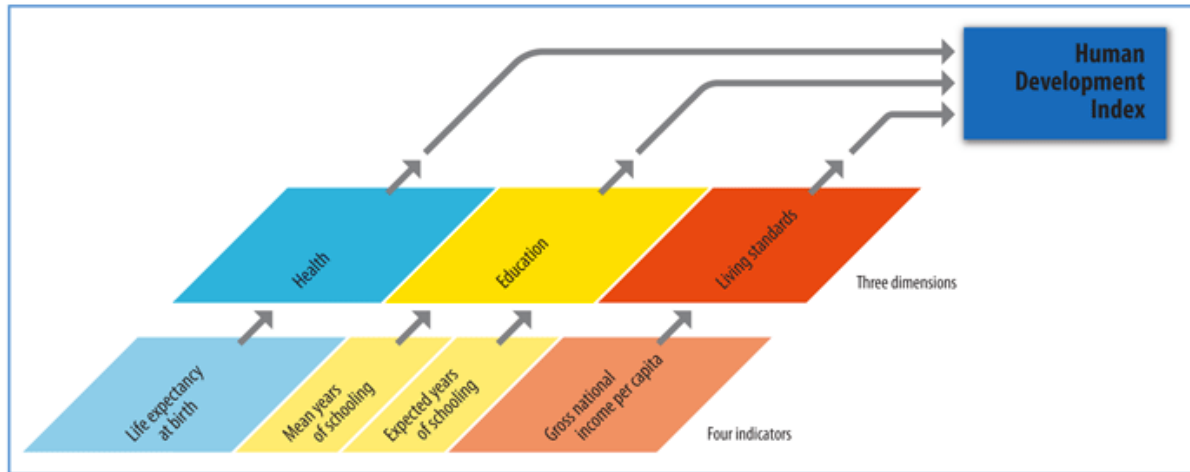 Human
Development
Index
Health
Education
Living standards
Three dimensions
Life expectancy
at birth
Mean years
of schooling
Expected years
of schooling
Gross national
income per capita
Four indicators